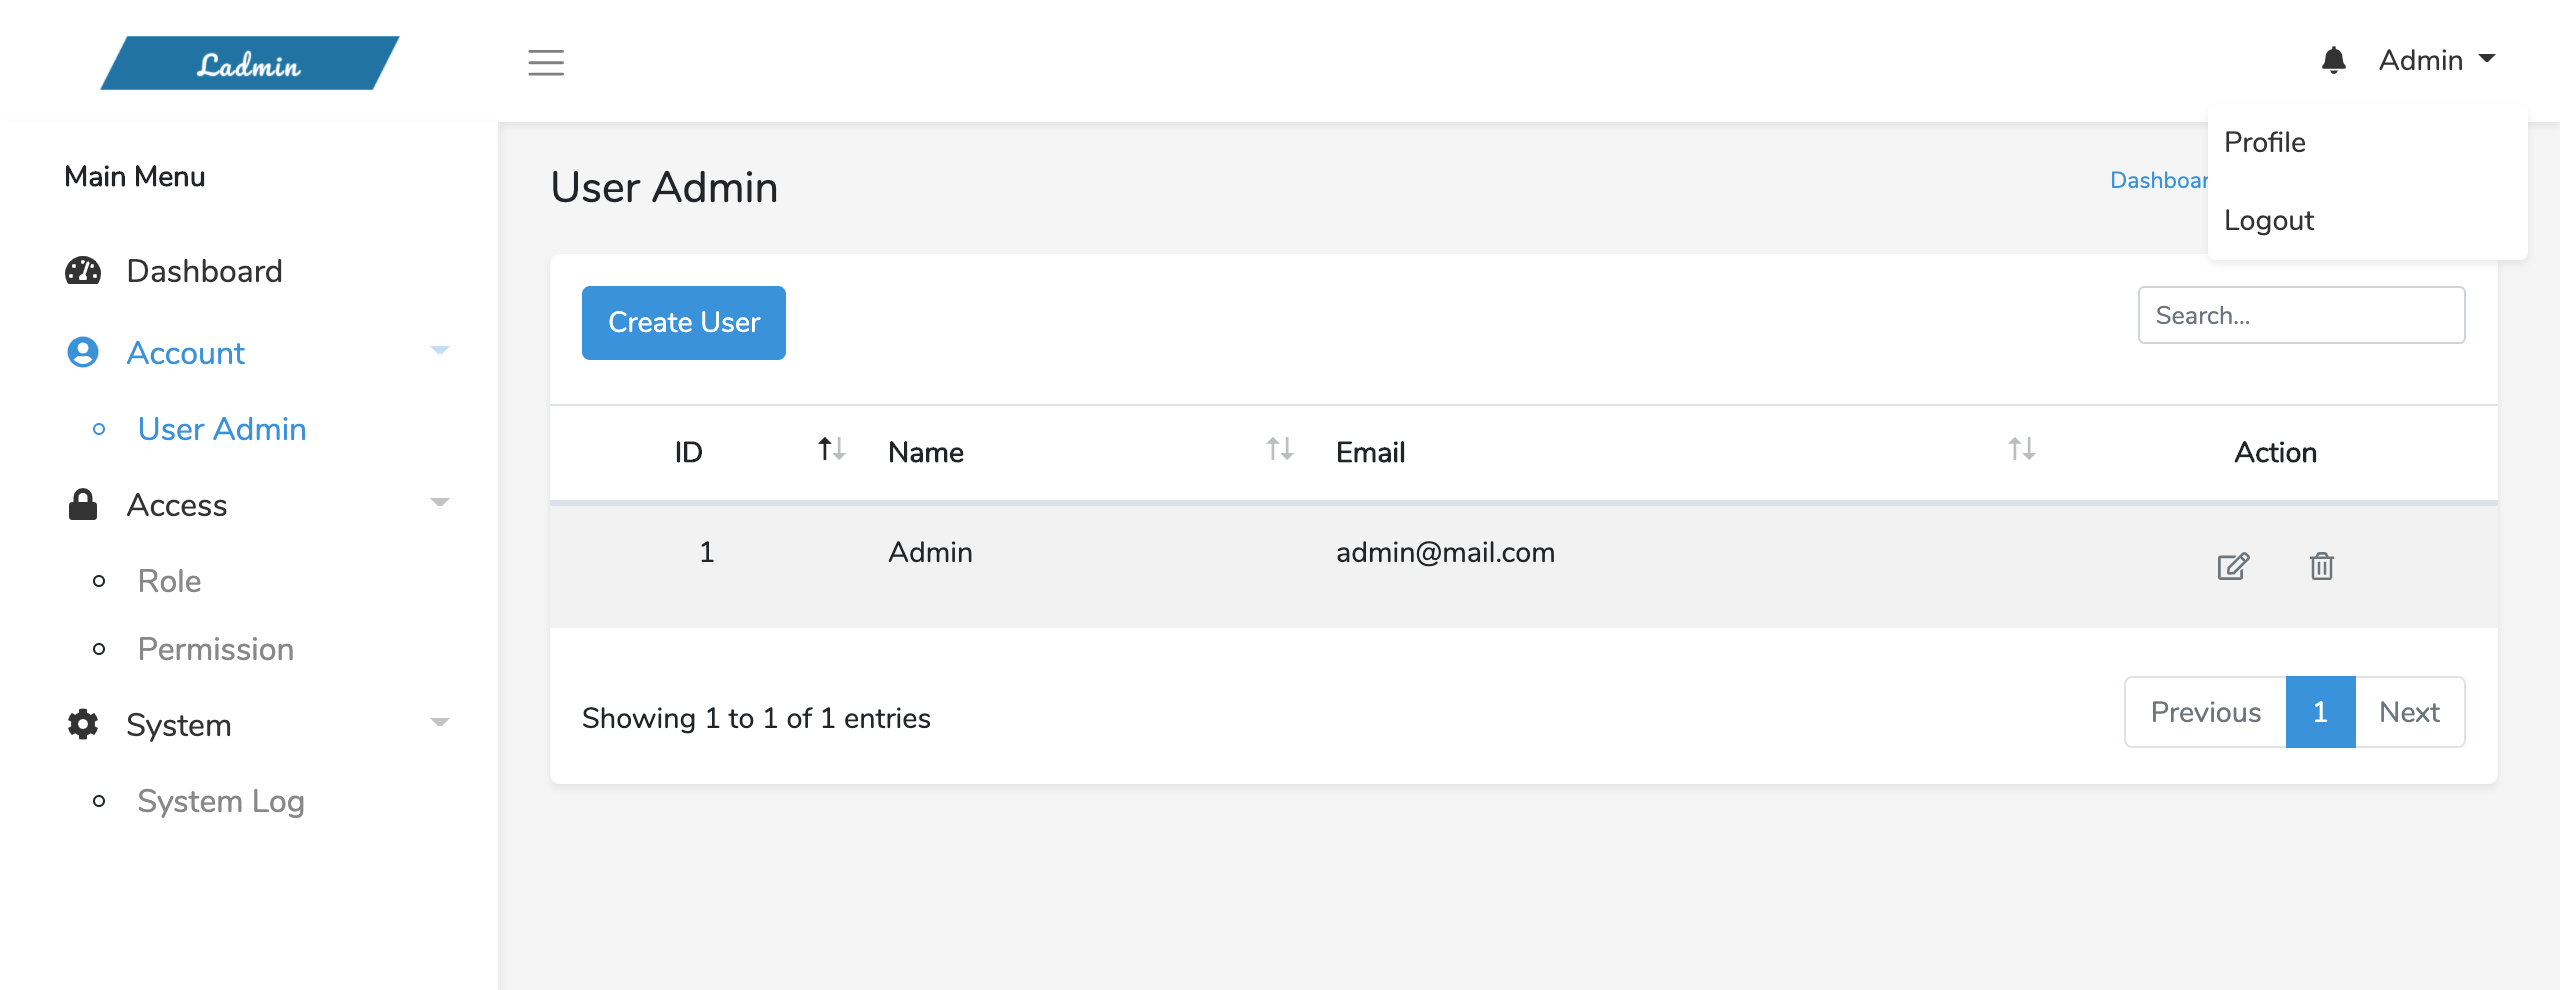 Ladmin
Admin
Profile
Logout
Main Menu
Dashboard
Account
User Admin
Access
Role
Permission
System
System Log
User Admin
Dashboar
Create User
Search...
ID Name Email Action
1 Admin admin@mail.com
Showing 1 to 1 of 1 entries
Previous 1 Next